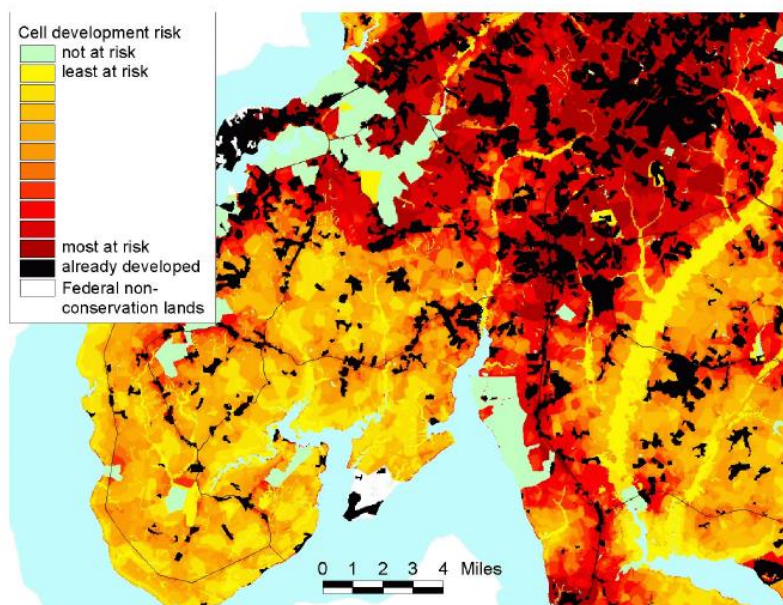 Cell development risk
not at risk
least at risk
most at risk
already developed
Federal non-
conservation lands
0 1 2 3 4 Miles